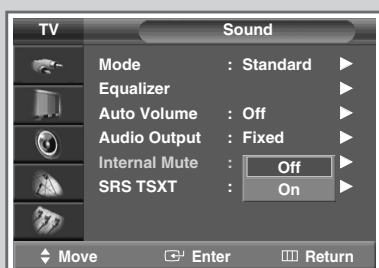 TV Sound
Mode : Standard
Equalizer
Auto Volume : Off
Audio Output : Fixed
Internal Mute : Off
SRS TSXT : On
Move Enter Return